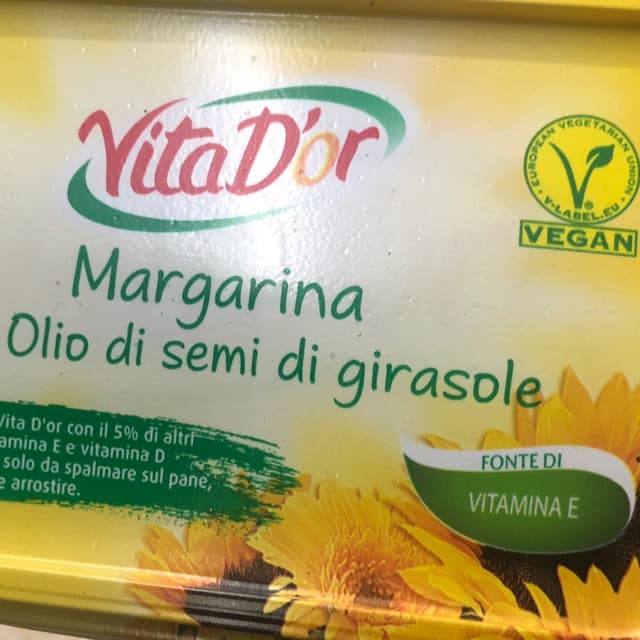 Vita D'or
EUROPEAN VEGETARIAN UNION
V-LABEL.EU
VEGAN
Margarina
Olio di semi di girasole
Vita D'or con il 5% di altri
amina E e vitamina D
solo da spalmare sul pane,
e arrostire.
FONTE DI
VITAMINA E